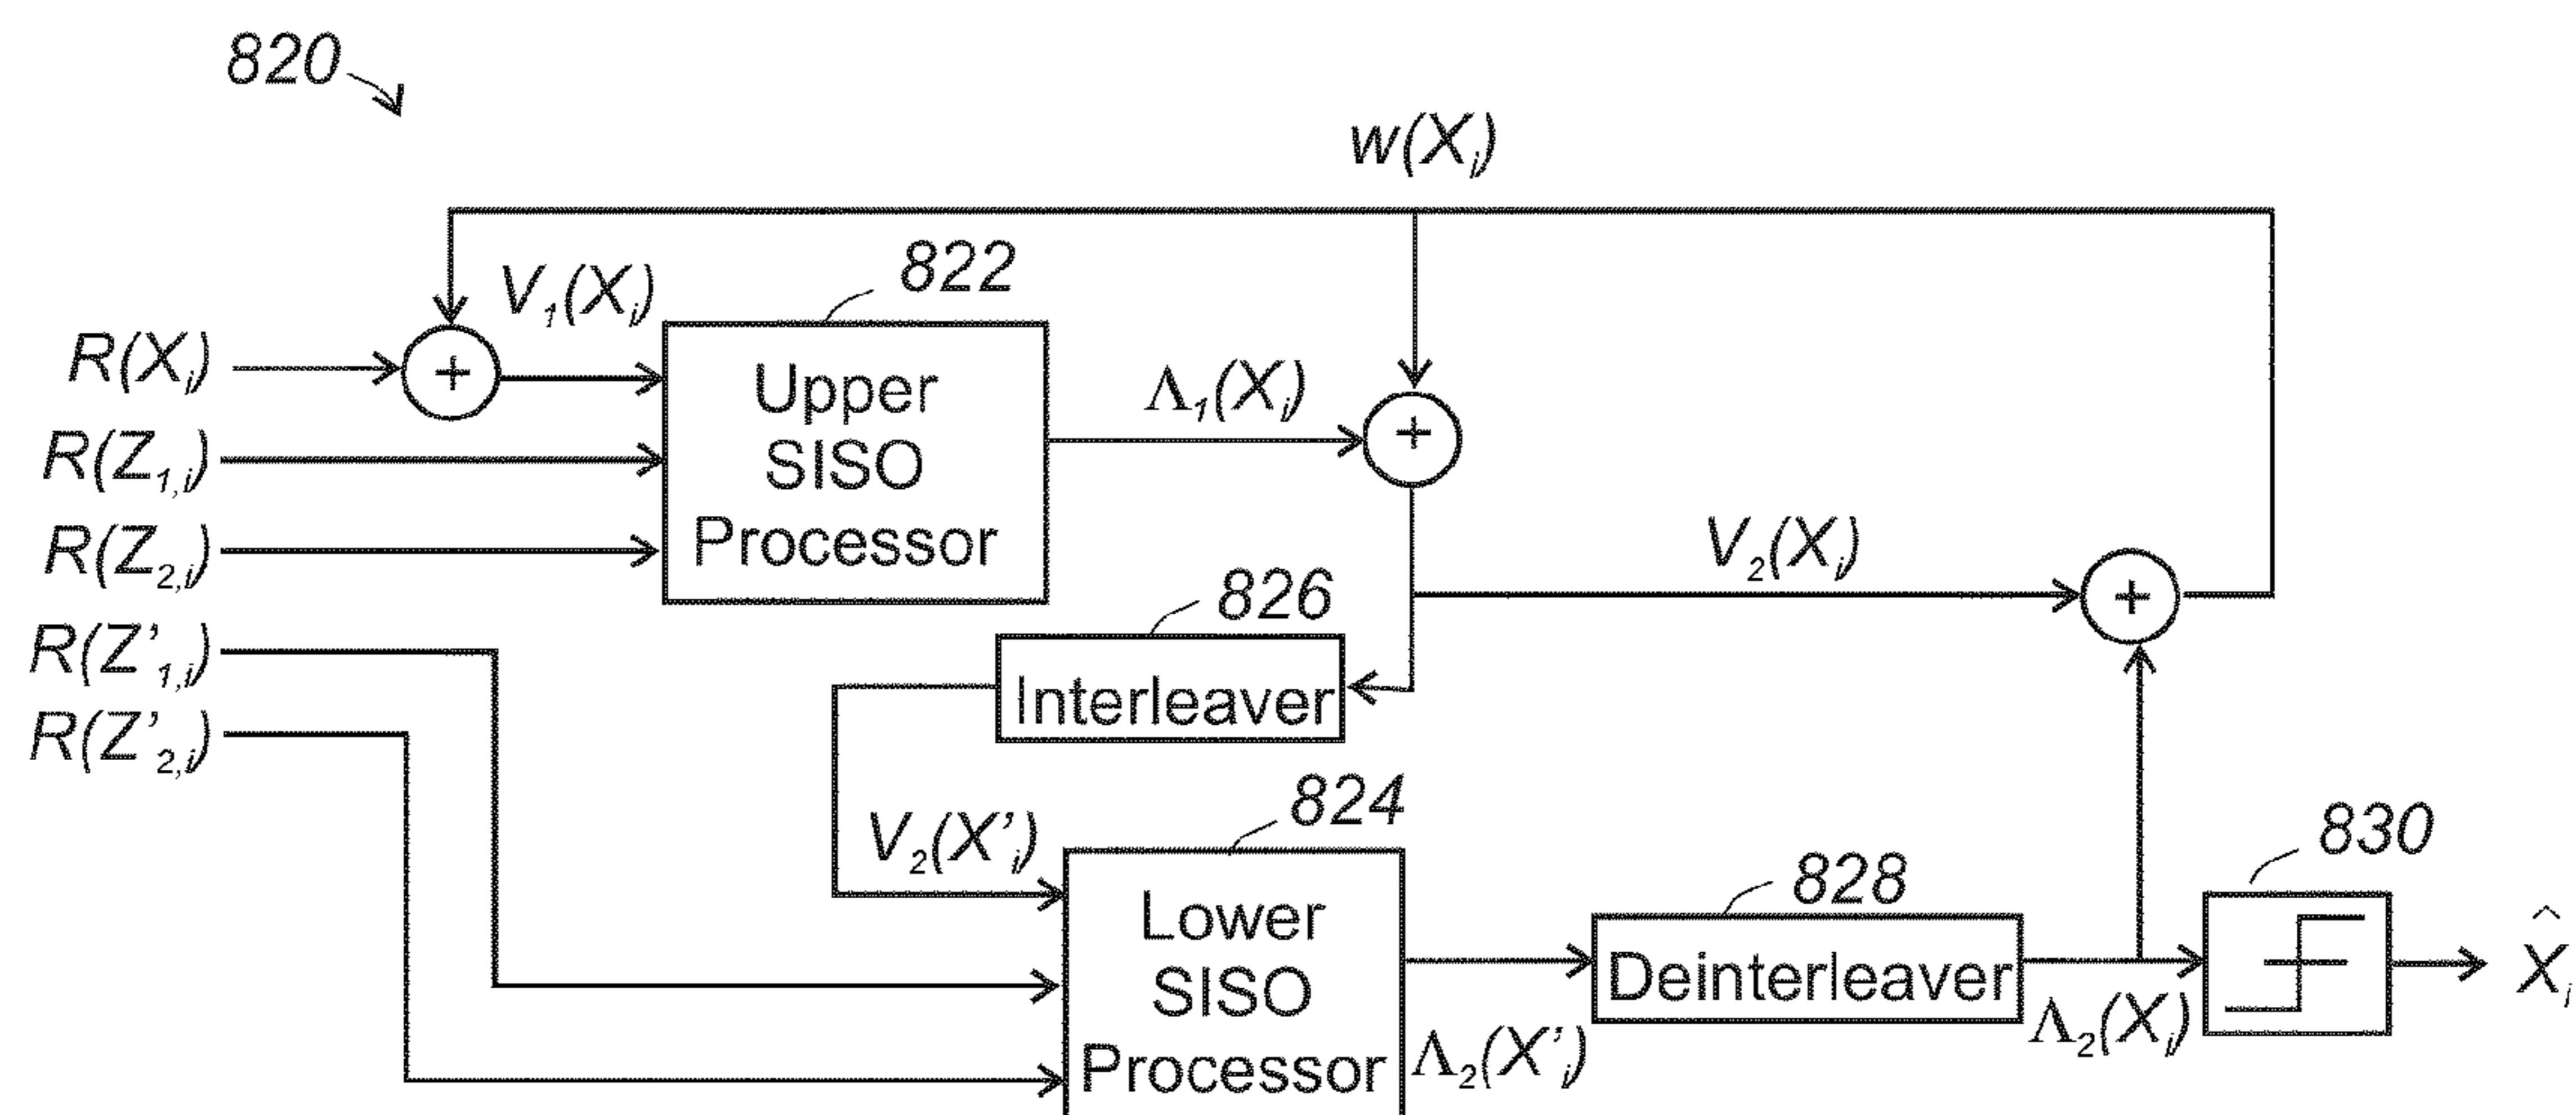 820
w(Xᵢ)
822
V₁(Xᵢ)
R(Xᵢ)
+
Upper
SISO
Processor
Λ₁(Xᵢ)
+
R(Z₁,ᵢ)
R(Z₂,ᵢ)
V₂(Xᵢ)
+
826
Interleaver
R(Z'₁,ᵢ)
R(Z'₂,ᵢ)
824
V₂(X'ᵢ)
Lower
SISO
Processor
Λ₂(X'ᵢ)
828
Deinterleaver
Λ₂(Xᵢ)
830
X̂ᵢ